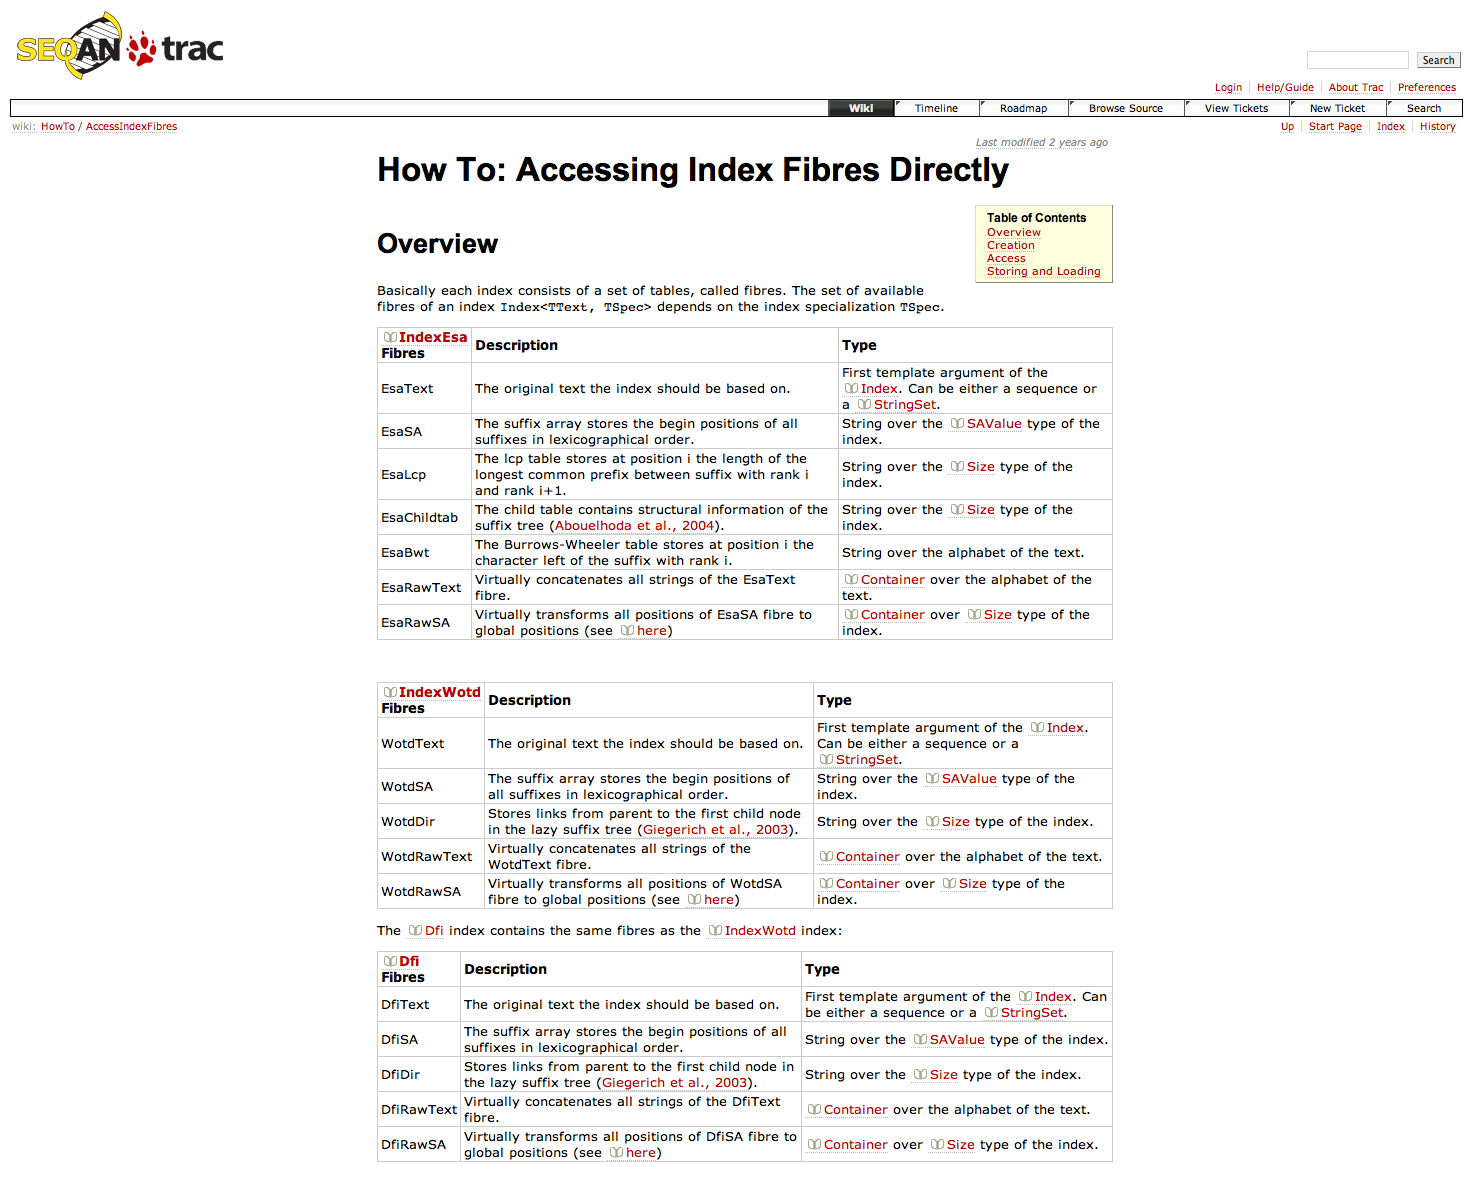 SEQAN trac
Search
Login Help/Guide About Trac Preferences
Wiki Timeline Roadmap Browse Source View Tickets New Ticket Search
wiki: HowTo / AccessIndexFibres
Up Start Page Index History
Last modified 2 years ago
How To: Accessing Index Fibres Directly
Table of Contents
Overview
Creation
Access
Storing and Loading
Overview
Basically each index consists of a set of tables, called fibres. The set of available
fibres of an index Index<TText, TSpec> depends on the index specialization TSpec.
IndexEsa
Fibres
Description
Type
EsaText
The original text the index should be based on.
First template argument of the
Index. Can be either a sequence or
a StringSet.
EsaSA
The suffix array stores the begin positions of all
suffixes in lexicographical order.
String over the SAValue type of the
index.
EsaLcp
The lcp table stores at position i the length of the
longest common prefix between suffix with rank i
and rank i+1.
String over the Size type of the
index.
EsaChildtab
The child table contains structural information of the
suffix tree (Abouelhoda et al., 2004).
String over the Size type of the
index.
EsaBwt
The Burrows-Wheeler table stores at position i the
character left of the suffix with rank i.
String over the alphabet of the text.
EsaRawText
Virtually concatenates all strings of the EsaText
fibre.
Container over the alphabet of the
text.
EsaRawSA
Virtually transforms all positions of EsaSA fibre to
global positions (see here)
Container over Size type of the
index.
IndexWotd
Fibres
Description
Type
WotdText
The original text the index should be based on.
First template argument of the Index.
Can be either a sequence or a
StringSet.
WotdSA
The suffix array stores the begin positions of
all suffixes in lexicographical order.
String over the SAValue type of the
index.
WotdDir
Stores links from parent to the first child node
in the lazy suffix tree (Giegerich et al., 2003).
String over the Size type of the index.
WotdRawText
Virtually concatenates all strings of the
WotdText fibre.
Container over the alphabet of the text.
WotdRawSA
Virtually transforms all positions of WotdSA
fibre to global positions (see here)
Container over Size type of the
index.
The Dfi index contains the same fibres as the IndexWotd index:
Dfi
Fibres
Description
Type
DfiText
The original text the index should be based on.
First template argument of the Index. Can
be either a sequence or a StringSet.
DfiSA
The suffix array stores the begin positions of all
suffixes in lexicographical order.
String over the SAValue type of the index.
DfiDir
Stores links from parent to the first child node in
the lazy suffix tree (Giegerich et al., 2003).
String over the Size type of the index.
DfiRawText
Virtually concatenates all strings of the DfiText
fibre.
Container over the alphabet of the text.
DfiRawSA
Virtually transforms all positions of DfiSA fibre to
global positions (see here)
Container over Size type of the index.